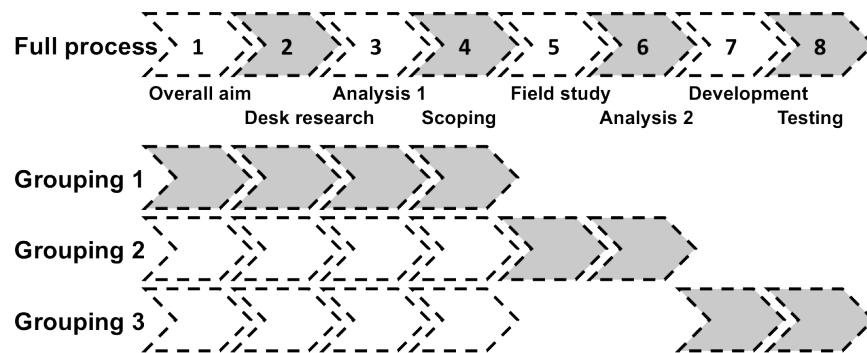 Full process 1 2 3 4 5 6 7 8
Overall aim Analysis 1 Field study Development
Desk research Scoping Analysis 2 Testing
Grouping 1
Grouping 2
Grouping 3